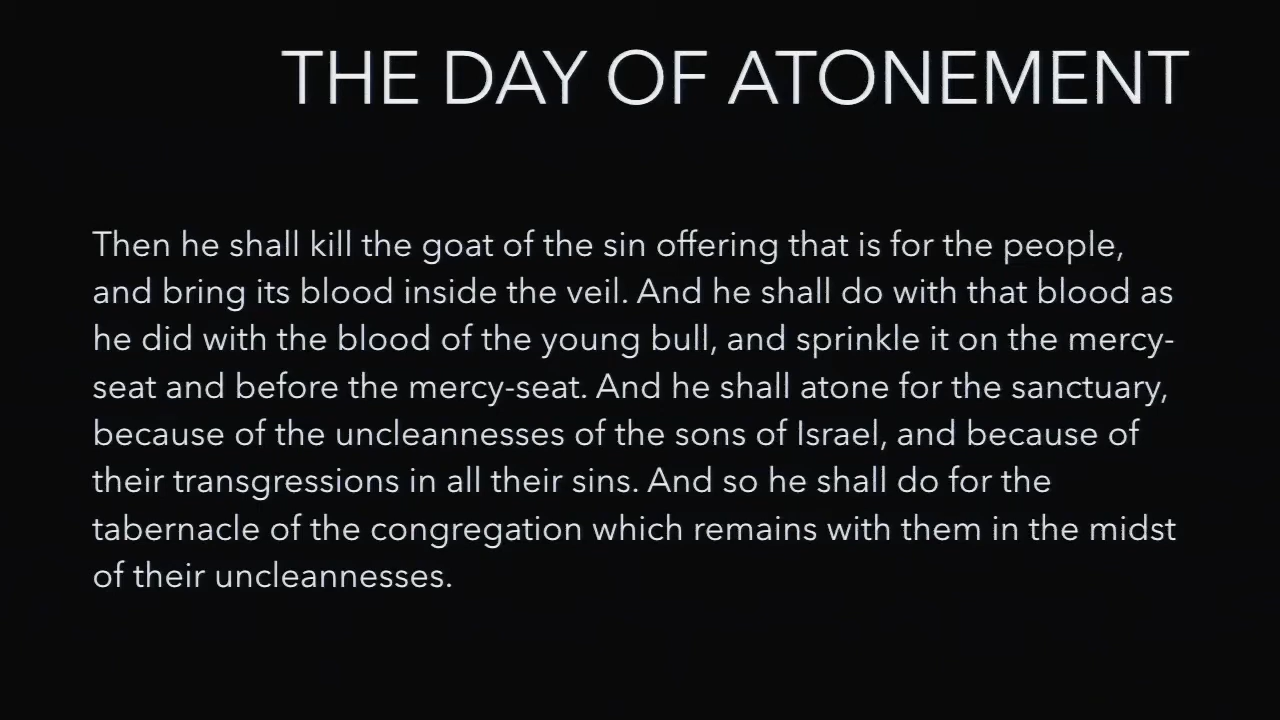 THE DAY OF ATONEMENT
Then he shall kill the goat of the sin offering that is for the people,
and bring its blood inside the veil. And he shall do with that blood as
he did with the blood of the young bull, and sprinkle it on the mercy-
seat and before the mercy-seat. And he shall atone for the sanctuary,
because of the uncleannesses of the sons of Israel, and because of
their transgressions in all their sins. And so he shall do for the
tabernacle of the congregation which remains with them in the midst
of their uncleannesses.